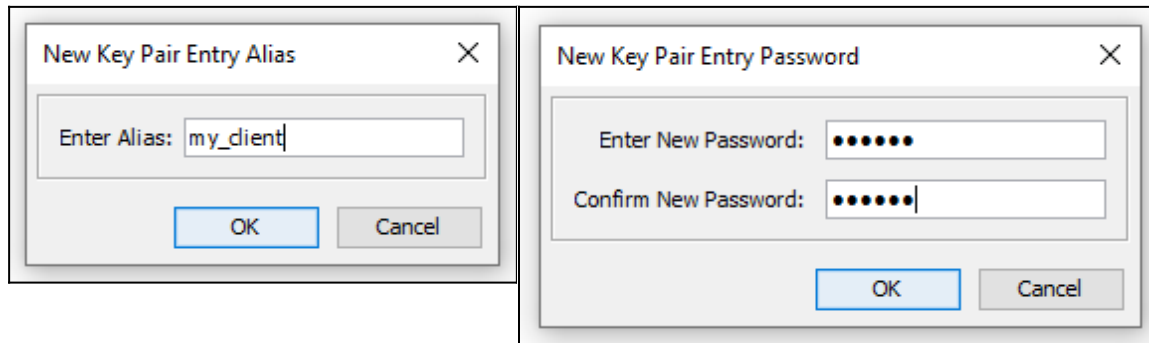 New Key Pair Entry Alias
Enter Alias: my_client
OK Cancel
New Key Pair Entry Password
Enter New Password: ●●●●●●
Confirm New Password: ●●●●●●
OK Cancel